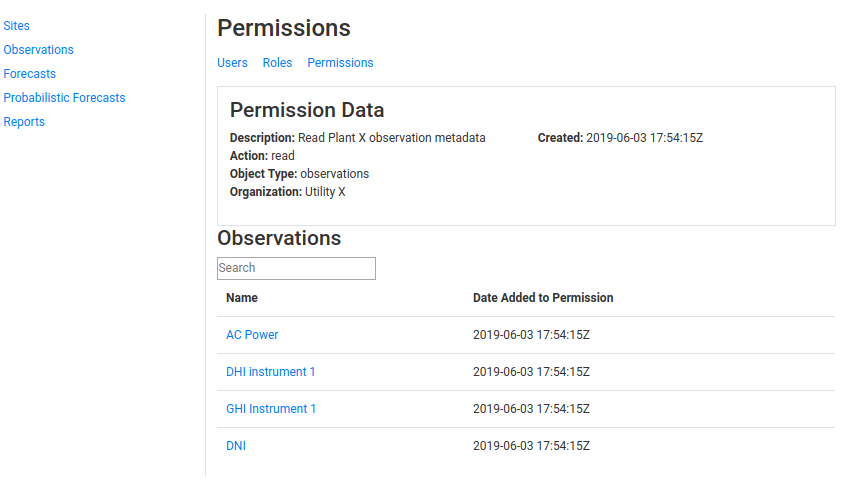 Sites
Observations
Forecasts
Probabilistic Forecasts
Reports
Permissions
Users Roles Permissions
Permission Data
Description: Read Plant X observation metadata Created: 2019-06-03 17:54:15Z
Action: read
Object Type: observations
Organization: Utility X
Observations
Search
Name Date Added to Permission
AC Power 2019-06-03 17:54:15Z
DHI instrument 1 2019-06-03 17:54:15Z
GHI Instrument 1 2019-06-03 17:54:15Z
DNI 2019-06-03 17:54:15Z